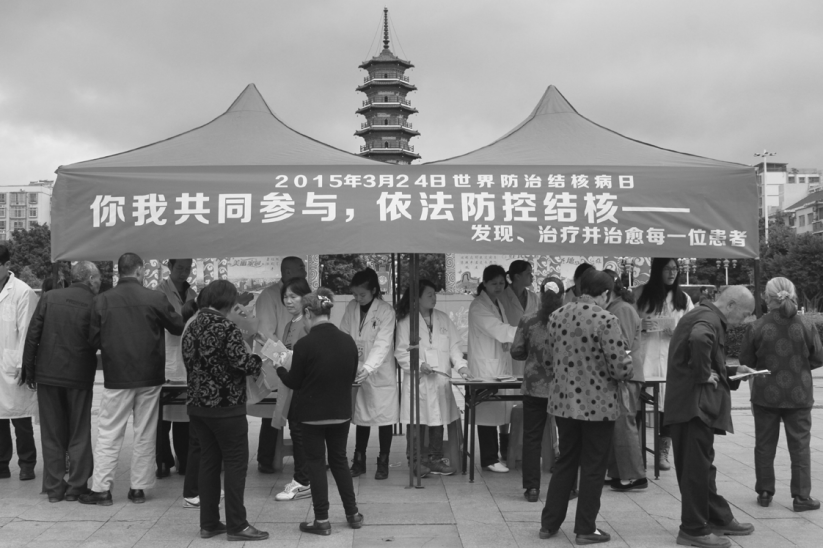 2015年3月24日世界防治结核病日
你我共同参与，依法防控结核——
发现、治疗并治愈每一位患者